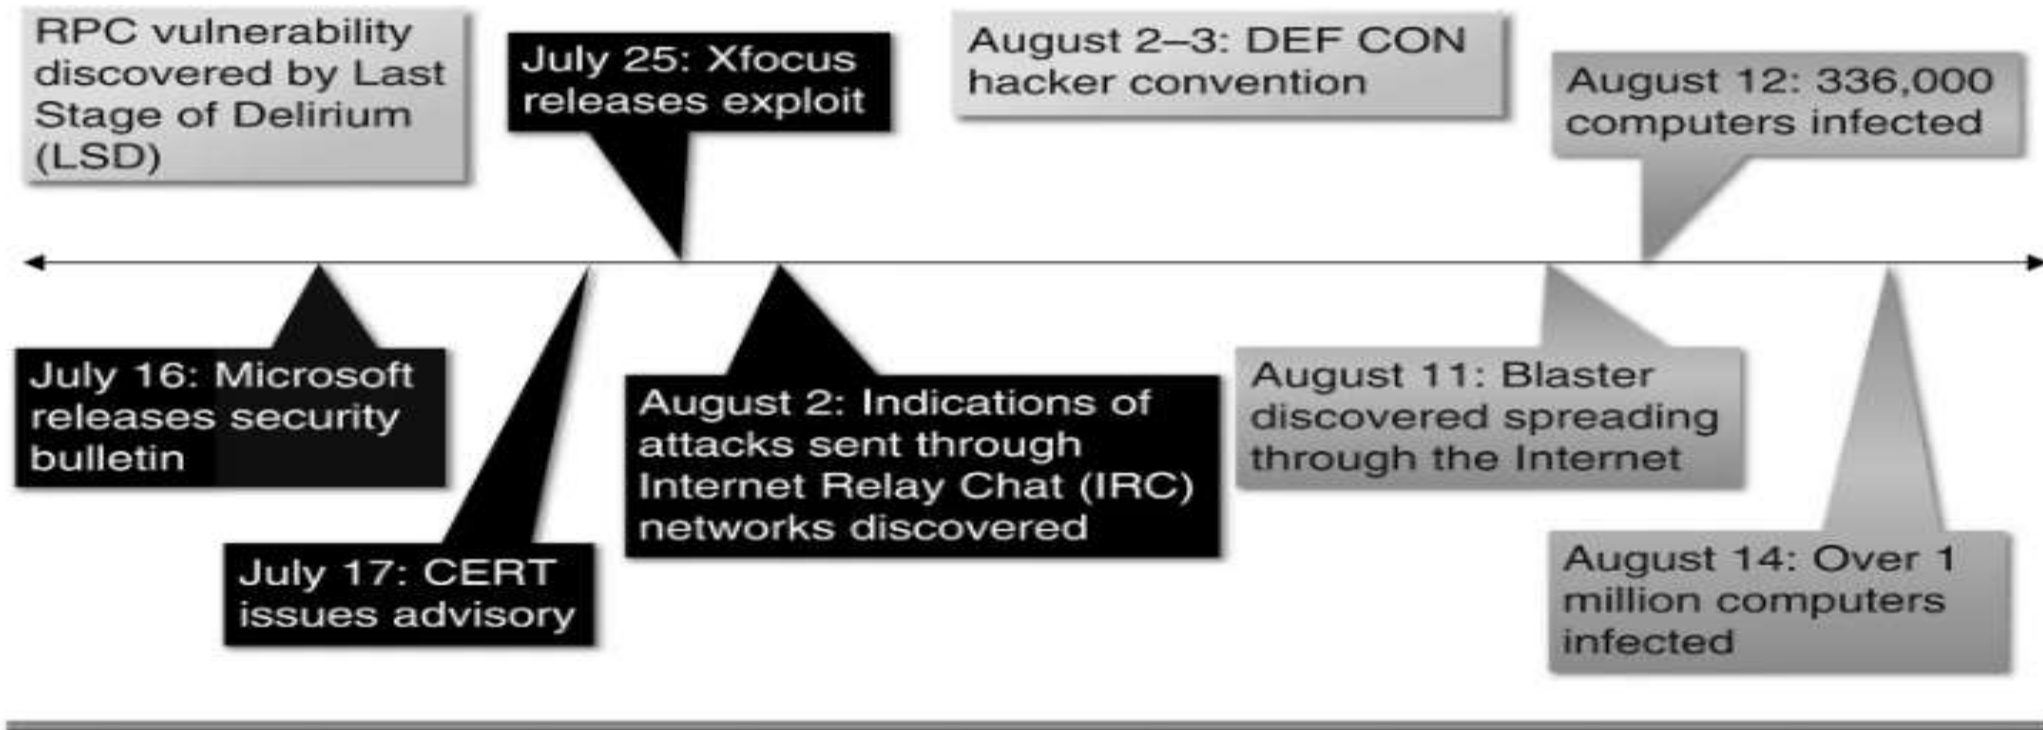 RPC vulnerability
discovered by Last
Stage of Delirium
(LSD)
July 25: Xfocus
releases exploit
August 2–3: DEF CON
hacker convention
August 12: 336,000
computers infected
July 16: Microsoft
releases security
bulletin
July 17: CERT
issues advisory
August 2: Indications of
attacks sent through
Internet Relay Chat (IRC)
networks discovered
August 11: Blaster
discovered spreading
through the Internet
August 14: Over 1
million computers
infected